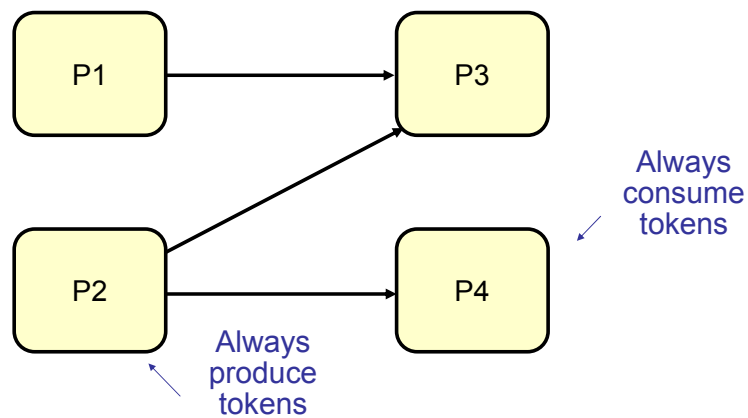 P1
P3
Always
consume
tokens
P2
P4
Always
produce
tokens